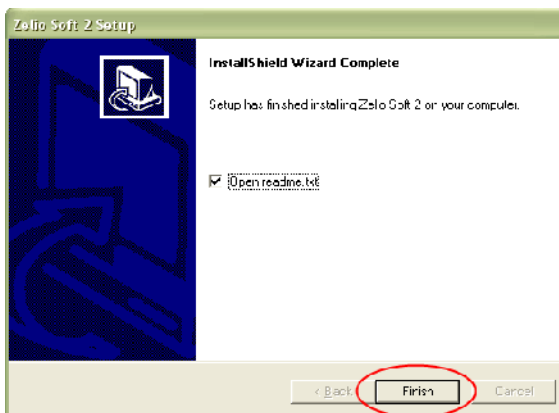 Zelio Soft 2 Setup
InstallShield Wizard Complete
Setup has finished installing Zelio Soft 2 on your computer.
Open readme.txt
< Back Finish Cancel